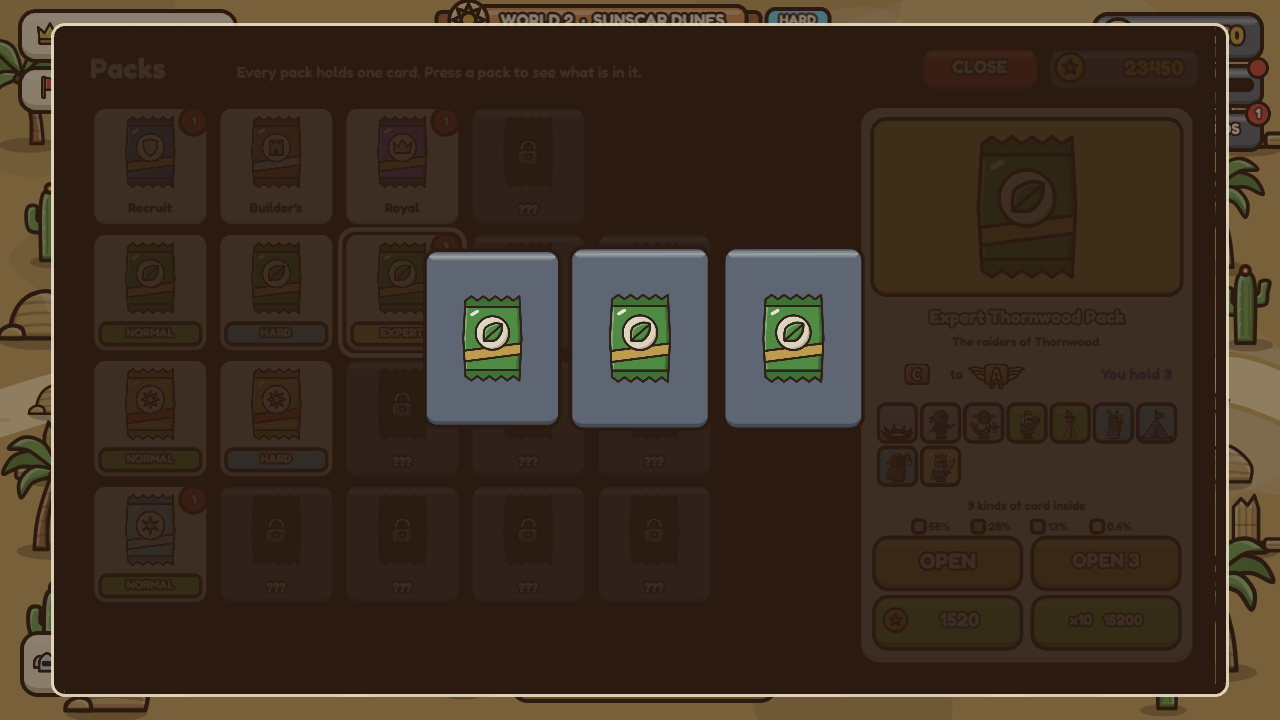 WORLD 2 · SUNSCAR DUNES
HARD
Packs
Every pack holds one card. Press a pack to see what is in it.
CLOSE
23450
1
Recruit
Builder's
1
Royal
???
NORMAL
HARD
EXPERT
NORMAL
HARD
???
???
???
1
NORMAL
???
???
???
???
Expert Thornwood Pack
The raiders of Thornwood.
C to A
You hold 3
9 kinds of card inside
58% 28% 13% 0.6%
OPEN
OPEN 3
1520
x10 15200
1